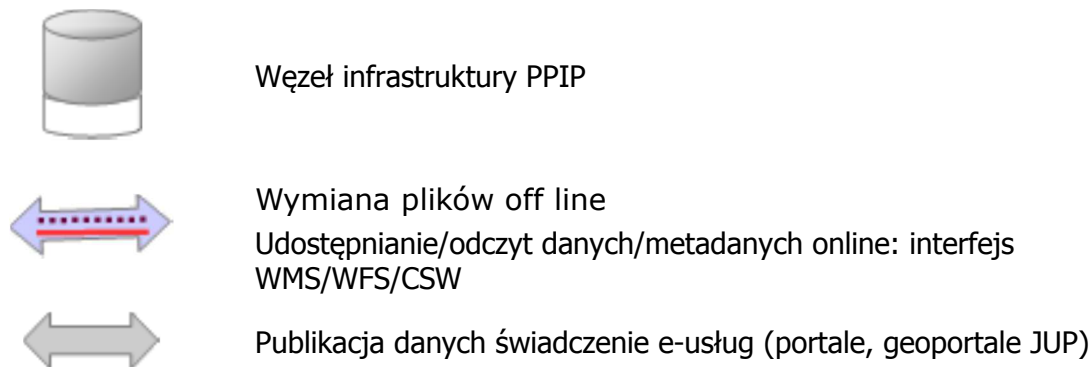 Węzeł infrastruktury PPIP
Wymiana plików off line
Udostępnianie/odczyt danych/metadanych online: interfejs
WMS/WFS/CSW
Publikacja danych świadczenie e-usług (portale, geoportale JUP)